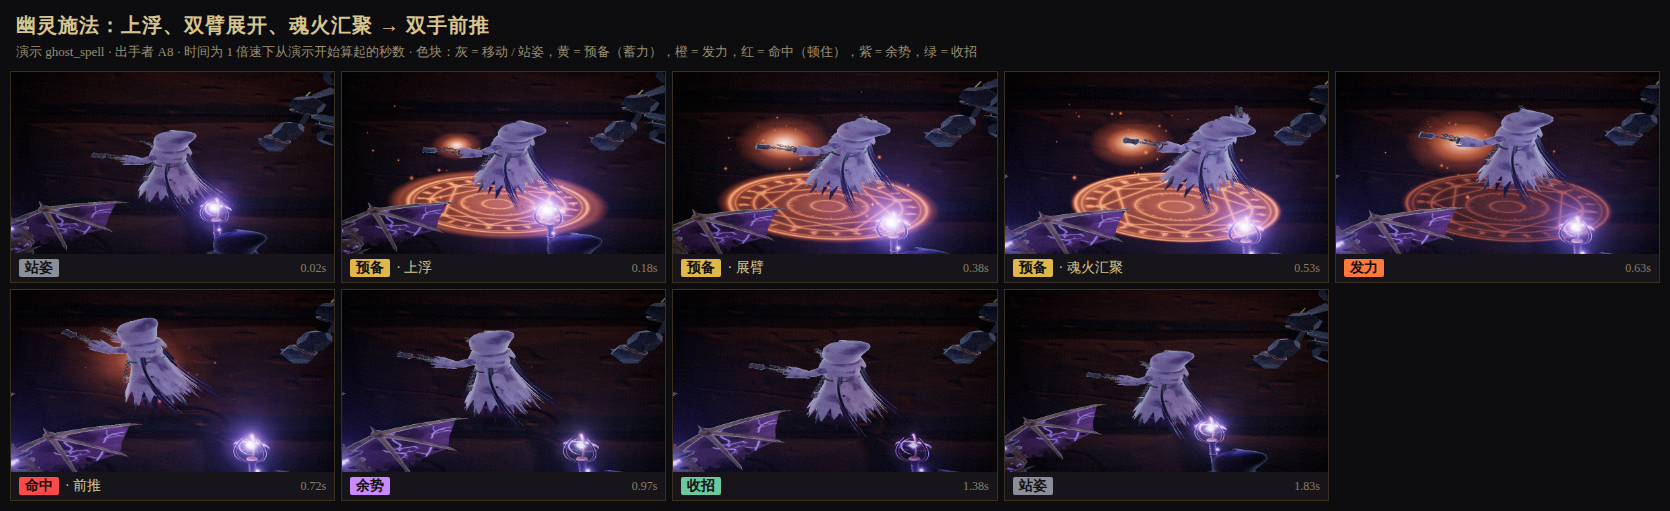 幽灵施法：上浮、双臂展开、魂火汇聚 → 双手前推
演示 ghost_spell · 出手者 A8 · 时间为 1 倍速下从演示开始算起的秒数 · 色块：灰 = 移动 / 站姿，黄 = 预备（蓄力），橙 = 发力，红 = 命中（顿住），紫 = 余势，绿 = 收招
站姿 0.02s
预备 · 上浮 0.18s
预备 · 展臂 0.38s
预备 · 魂火汇聚 0.53s
发力 0.63s
命中 · 前推 0.72s
余势 0.97s
收招 1.38s
站姿 1.83s